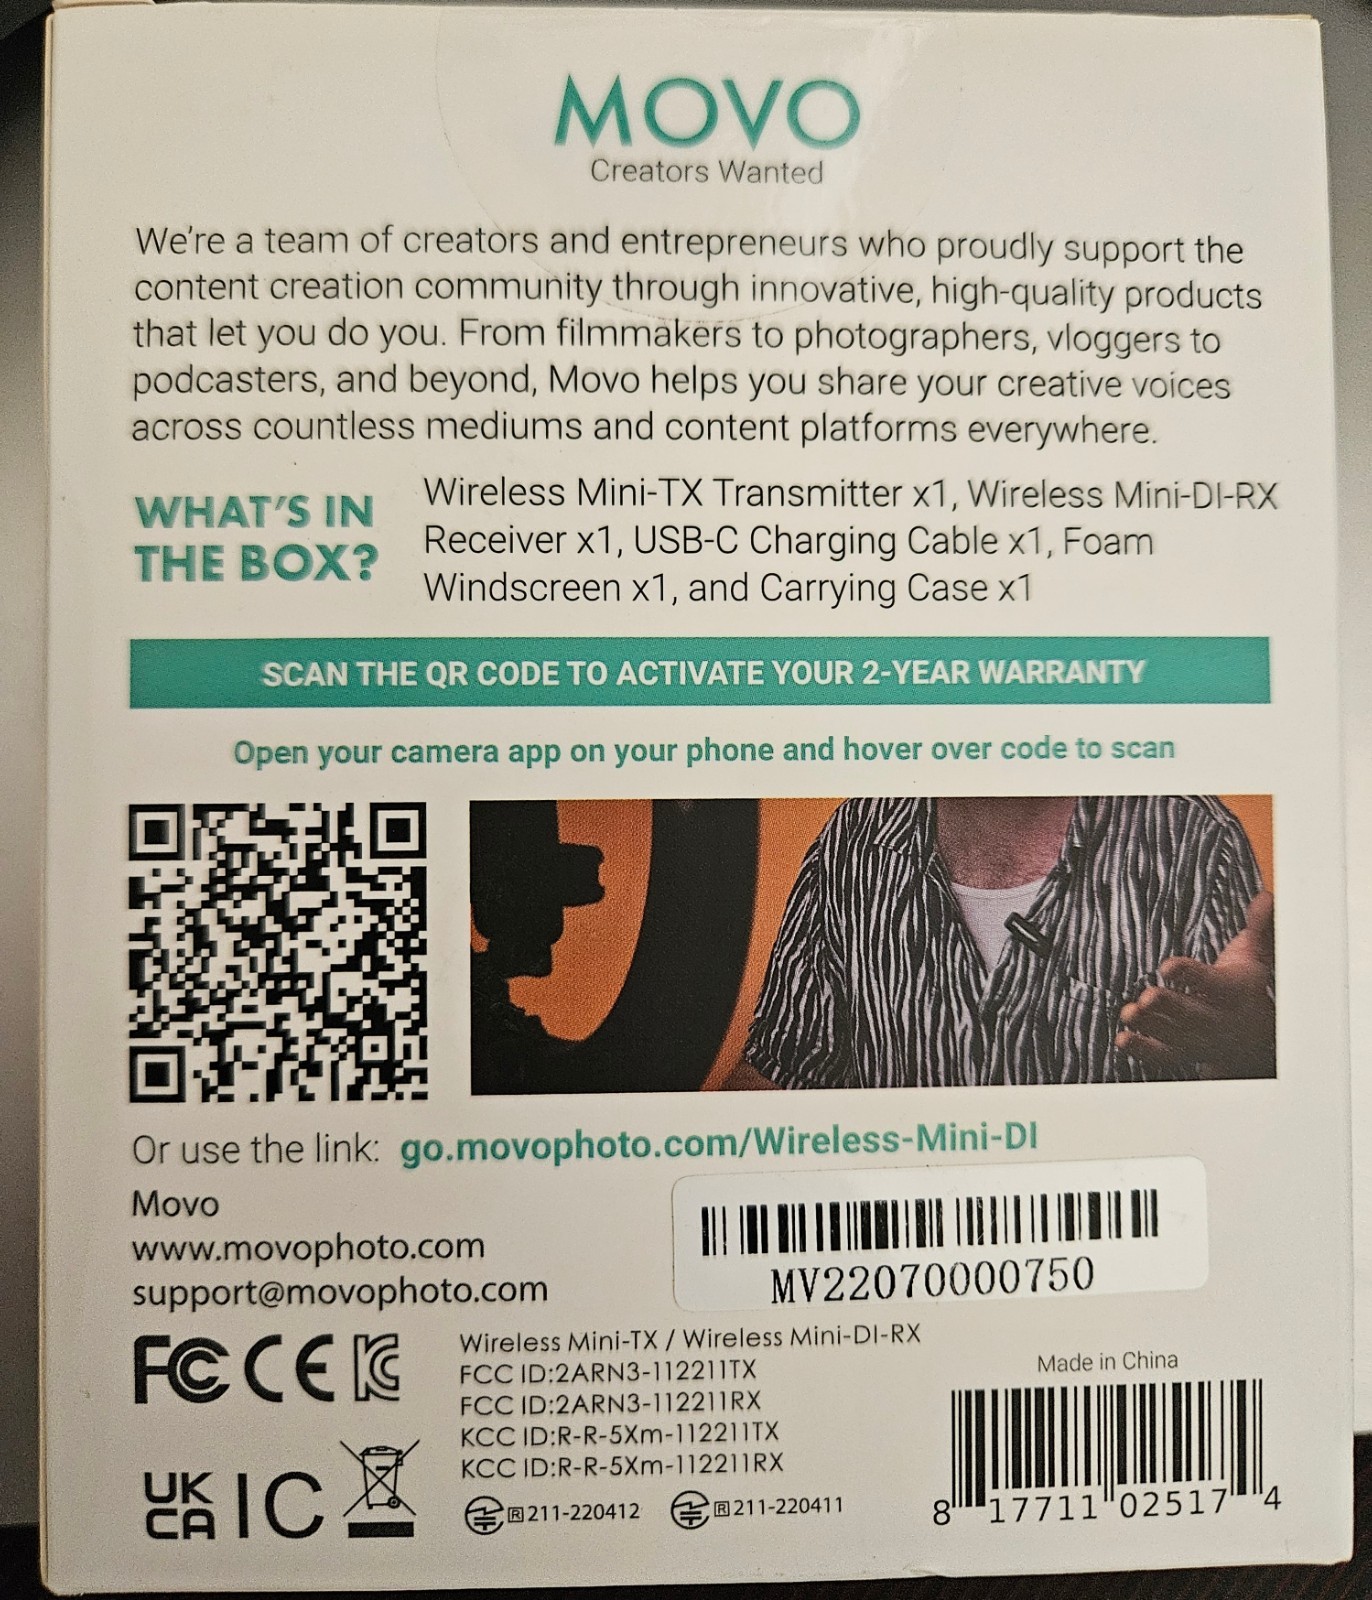 MOVO
Creators Wanted
We're a team of creators and entrepreneurs who proudly support the
content creation community through innovative, high-quality products
that let you do you. From filmmakers to photographers, vloggers to
podcasters, and beyond, Movo helps you share your creative voices
across countless mediums and content platforms everywhere.
WHAT'S IN
THE BOX?
Wireless Mini-TX Transmitter x1, Wireless Mini-DI-RX
Receiver x1, USB-C Charging Cable x1, Foam
Windscreen x1, and Carrying Case x1
SCAN THE QR CODE TO ACTIVATE YOUR 2-YEAR WARRANTY
Open your camera app on your phone and hover over code to scan
Or use the link: go.movophoto.com/Wireless-Mini-DI
Movo
www.movophoto.com
support@movophoto.com
MV22070000750
FC CE KC
UK
CA
IC
Wireless Mini-TX / Wireless Mini-DI-RX
FCC ID:2ARN3-112211TX
FCC ID:2ARN3-112211RX
KCC ID:R-R-5Xm-112211TX
KCC ID:R-R-5Xm-112211RX
R 211-220412 R 211-220411
Made in China
8 17711 02517 4